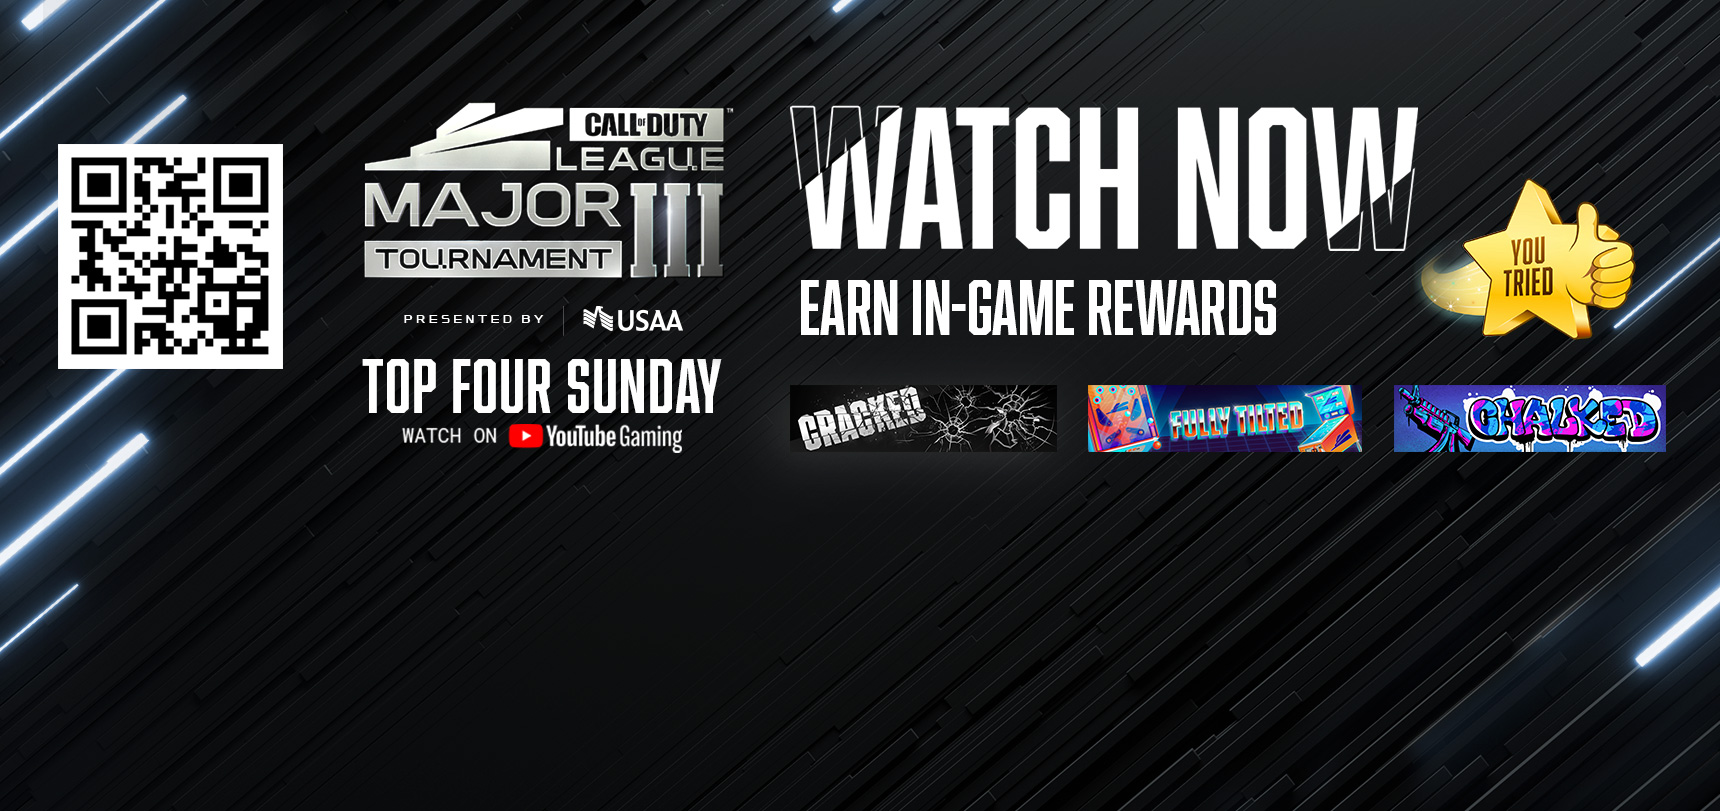 CALL OF DUTY
LEAGUE
MAJOR III
TOURNAMENT
™
PRESENTED BY
USAA
TOP FOUR SUNDAY
WATCH ON YouTube Gaming
WATCH NOW
EARN IN-GAME REWARDS
YOU
TRIED
CRACKED
FULLY TILTED
CHALKED